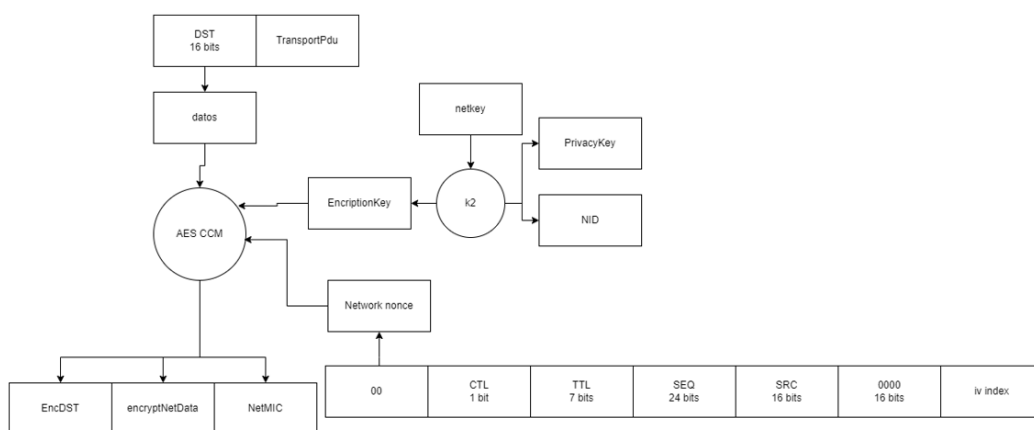 DST
16 bits
TransportPdu
datos
netkey
PrivacyKey
EncriptionKey
k2
NID
AES CCM
Network nonce
00
CTL
1 bit
TTL
7 bits
SEQ
24 bits
SRC
16 bits
0000
16 bits
iv index
EncDST
encryptNetData
NetMIC